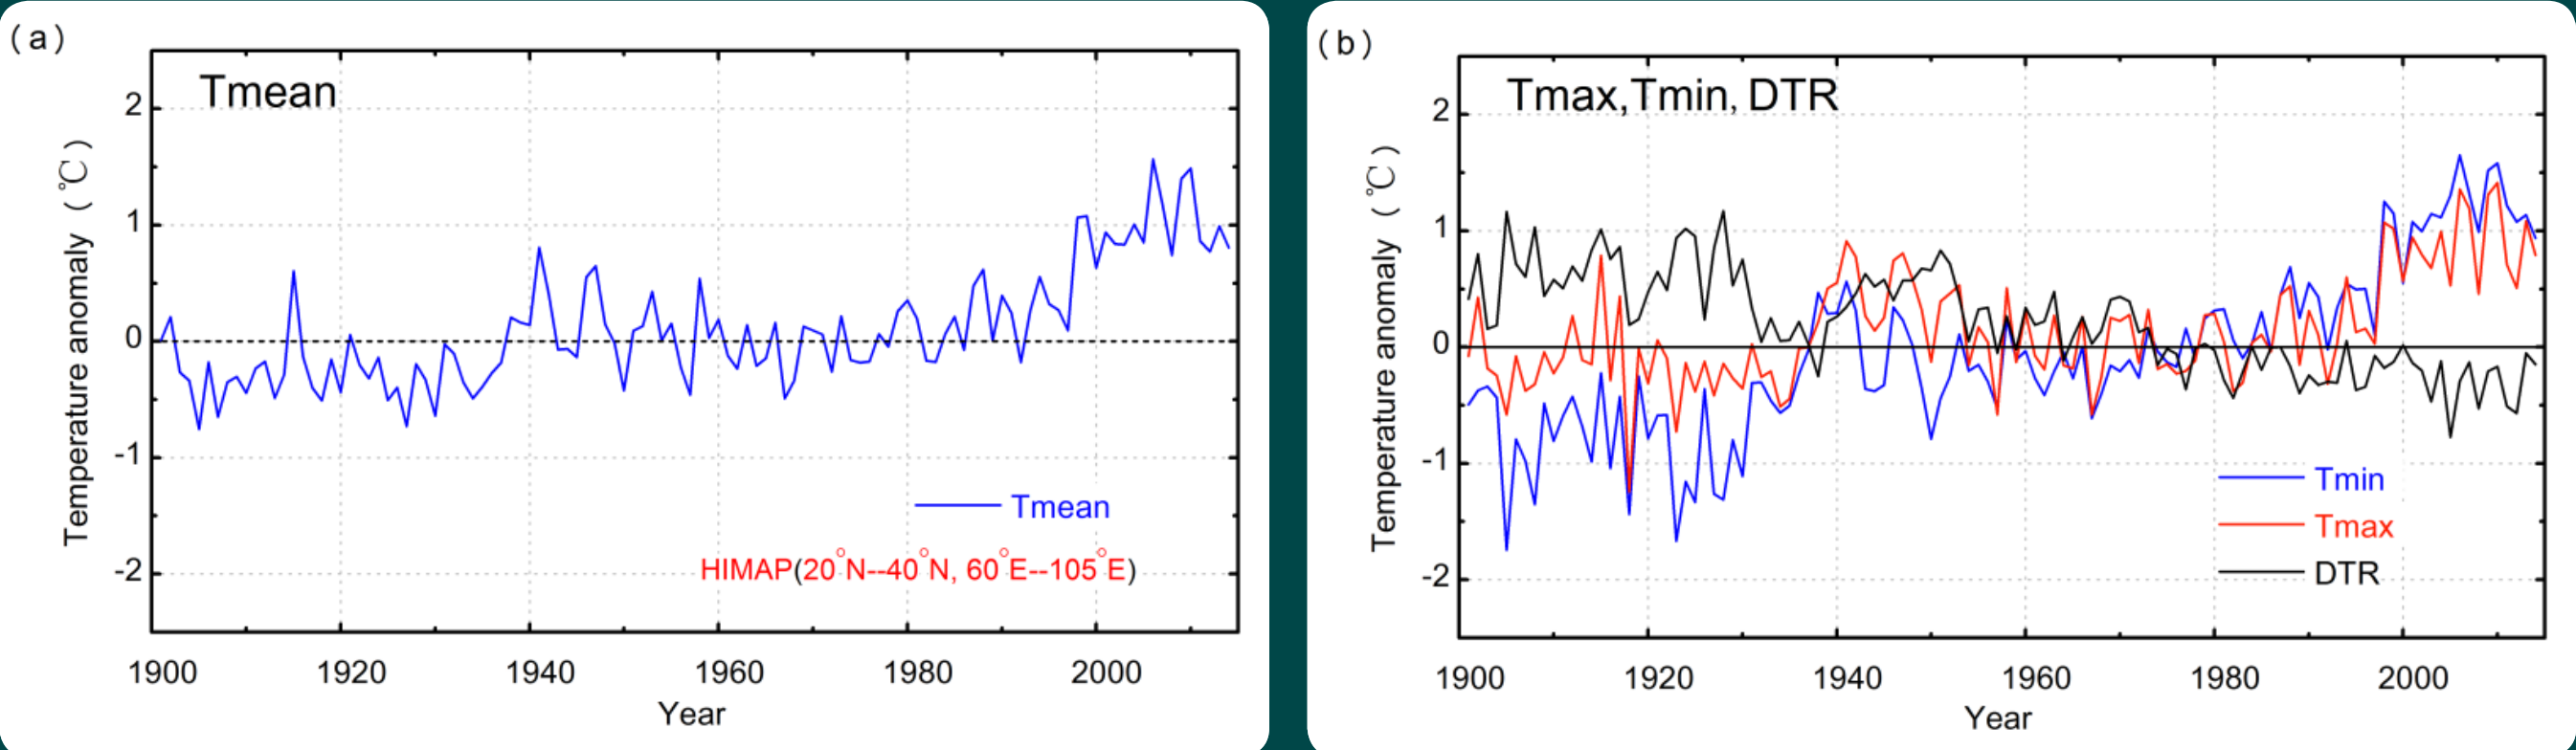 (a)
Tmean
2
1
0
-1
-2
Temperature anomaly (℃)
Tmean
HIMAP(20°N--40°N, 60°E--105°E)
1900 1920 1940 1960 1980 2000
Year
(b)
Tmax,Tmin, DTR
2
1
0
-1
-2
Temperature anomaly (℃)
Tmin
Tmax
DTR
1900 1920 1940 1960 1980 2000
Year